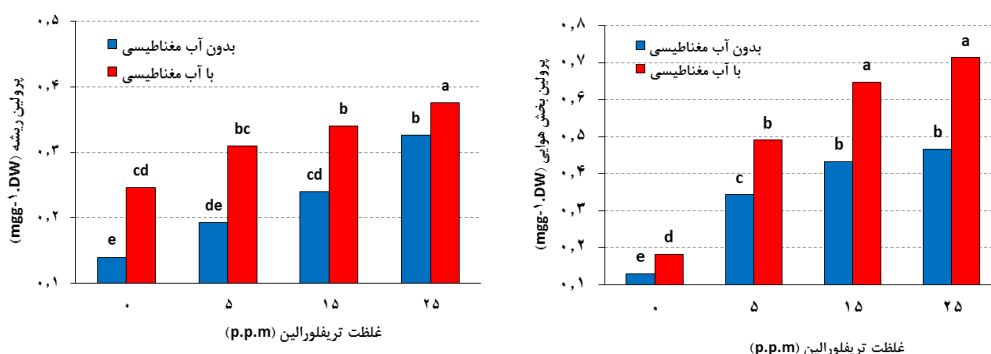 ۰,۵
۰,۴
۰,۳
۰,۲
۰,۱
پرولین ریشه (mgg-۱.DW)
بدون آب مغناطیسی
با آب مغناطیسی
e
cd
de
bc
cd
b
b
a
۰ ۵ ۱۵ ۲۵
غلظت تریفلورالین (p.p.m)
۰,۸
۰,۷
۰,۶
۰,۵
۰,۴
۰,۳
۰,۲
۰,۱
پرولین بخش هوایی (mgg-۱.DW)
بدون آب مغناطیسی
با آب مغناطیسی
e
d
c
b
b
a
b
a
۰ ۵ ۱۵ ۲۵
غلظت تریفلورالین (p.p.m)